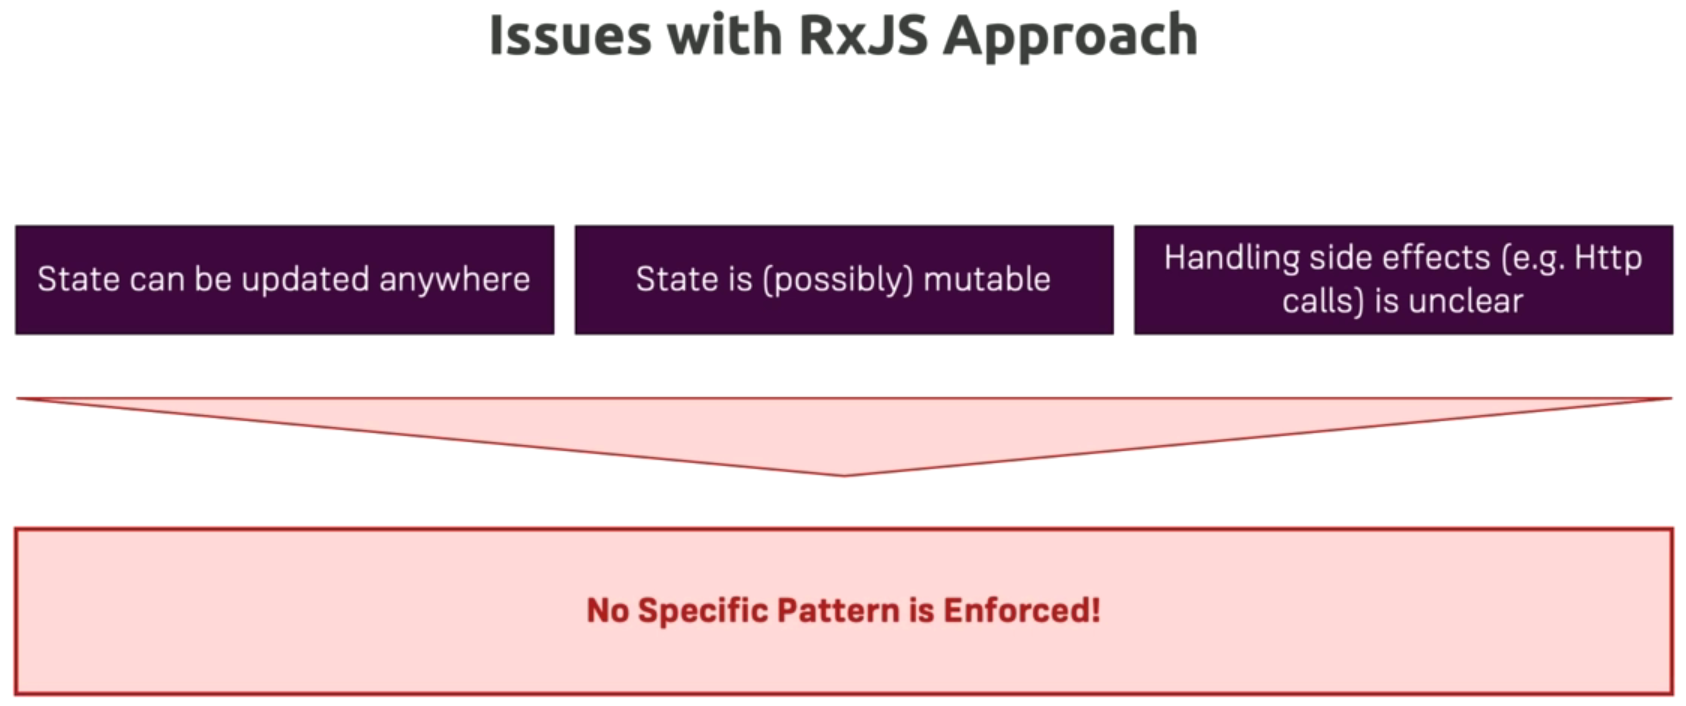 Issues with RxJS Approach
State can be updated anywhere
State is (possibly) mutable
Handling side effects (e.g. Http
calls) is unclear
No Specific Pattern is Enforced!